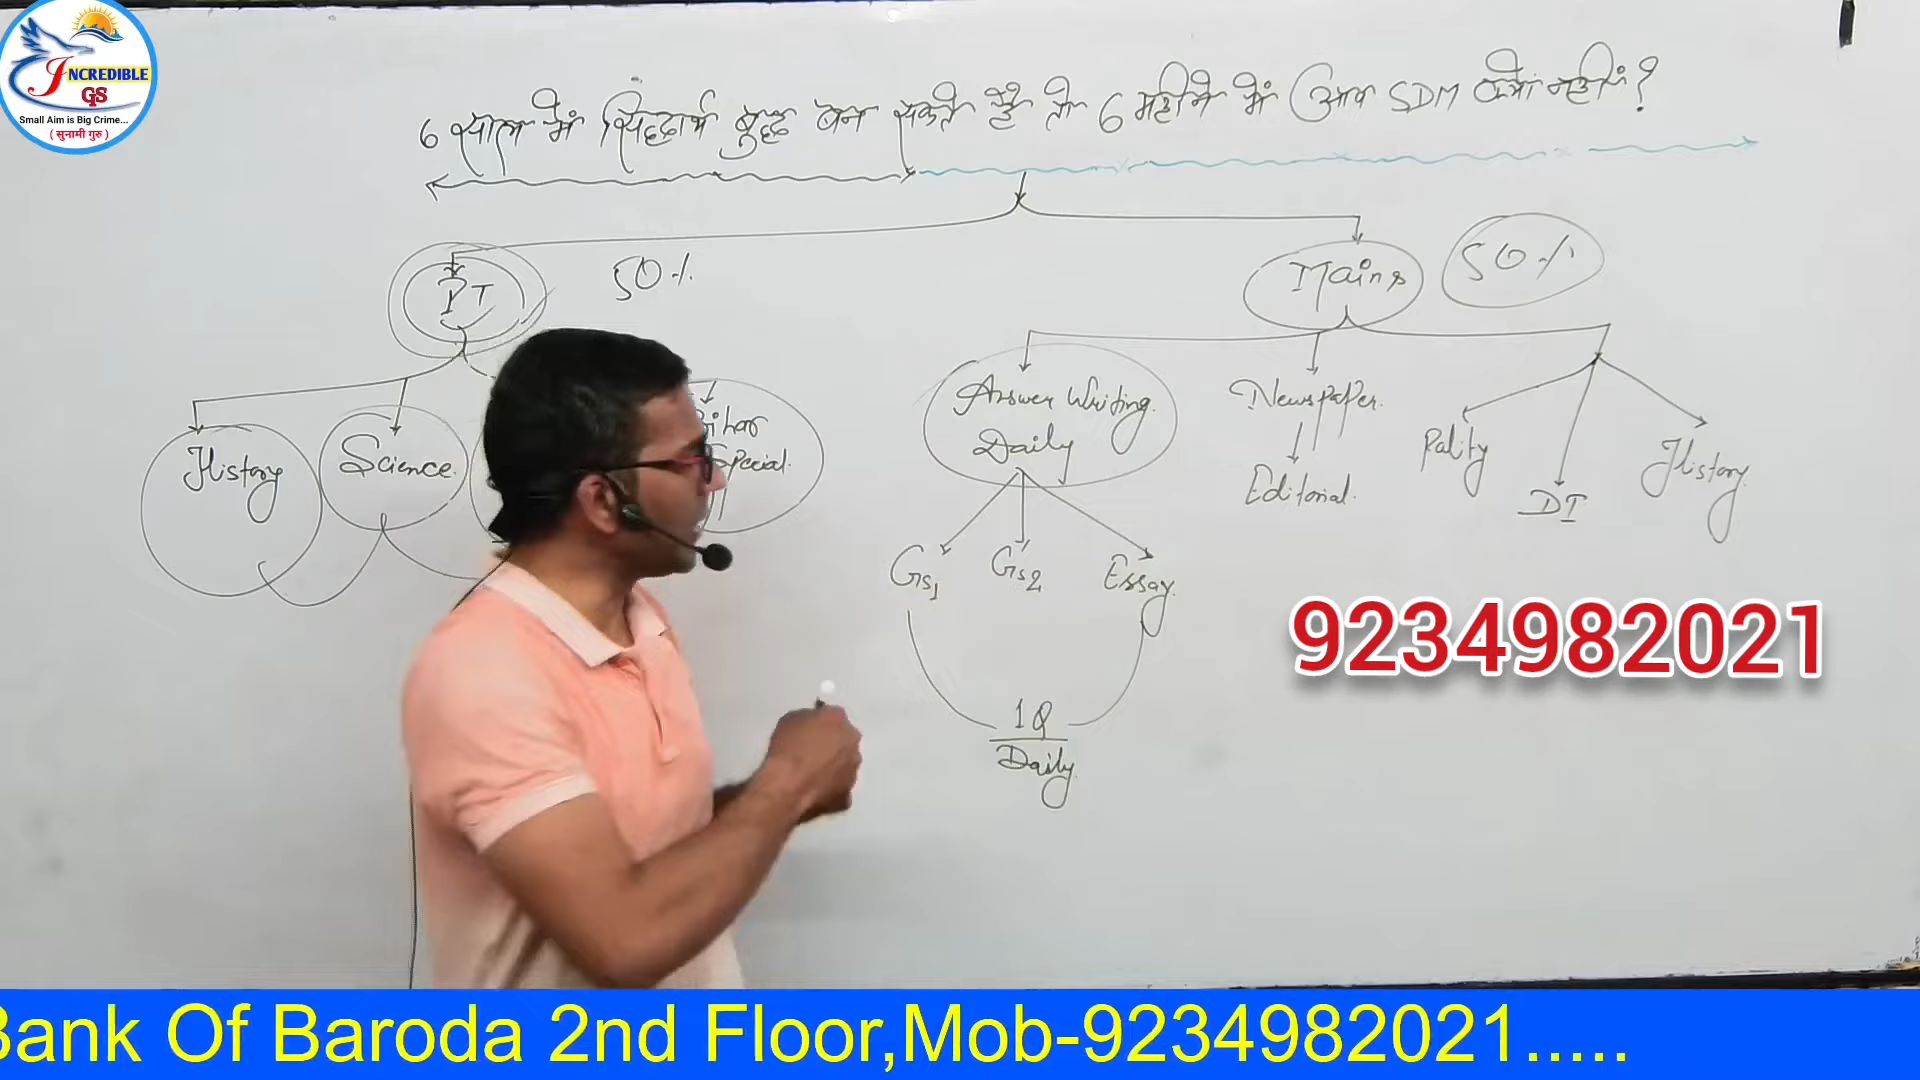 INCREDIBLE
GS
Small Aim is Big Crime...
( सुनामी गुरु )
6 साल में सिद्धार्थ बुद्ध बन सकते हैं तो 6 महीने में आप SDM क्यों नहीं?
PT 50%
Mains 50%
History
Science
Special.
Answer Writing.
Daily
Newspaper.
Editorial.
Polity
DI
History.
GS1
GS2
Essay.
1Q
Daily.
9234982021
Bank Of Baroda 2nd Floor,Mob-9234982021.....